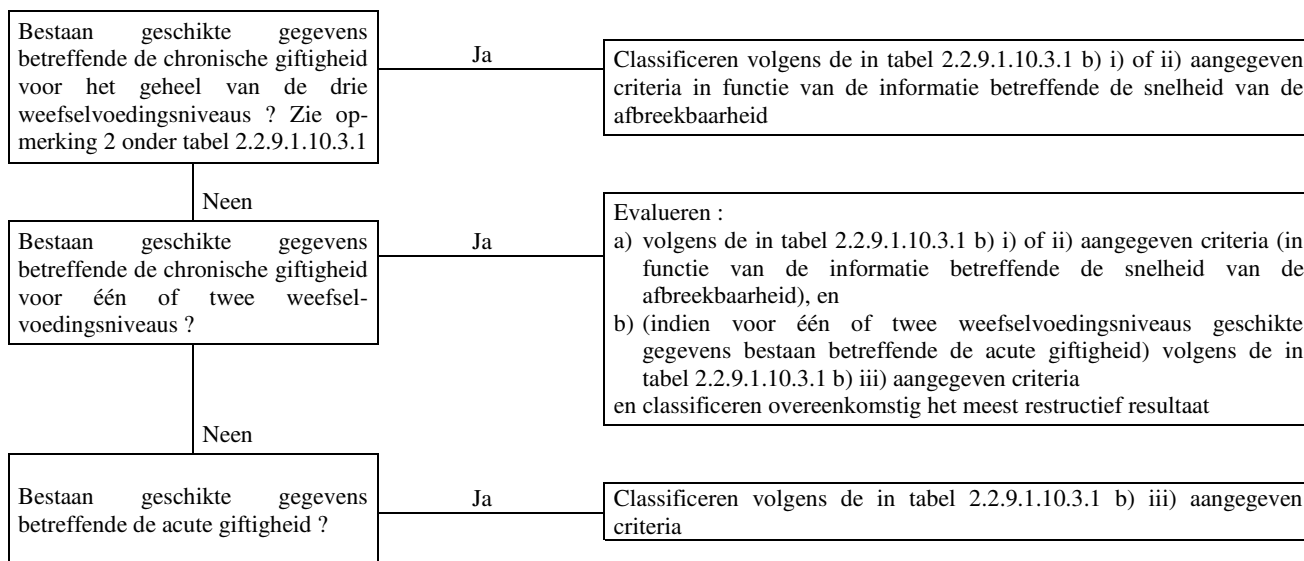 Bestaan geschikte gegevens
betreffende de chronische giftigheid
voor het geheel van de drie
weefselvoedingsniveaus ? Zie op-
merking 2 onder tabel 2.2.9.1.10.3.1
Ja
Classificeren volgens de in tabel 2.2.9.1.10.3.1 b) i) of ii) aangegeven
criteria in functie van de informatie betreffende de snelheid van de
afbreekbaarheid
Neen
Bestaan geschikte gegevens
betreffende de chronische giftigheid
voor één of twee weefsel-
voedingsniveaus ?
Ja
Evalueren :
a) volgens de in tabel 2.2.9.1.10.3.1 b) i) of ii) aangegeven criteria (in
functie van de informatie betreffende de snelheid van de
afbreekbaarheid), en
b) (indien voor één of twee weefselvoedingsniveaus geschikte
gegevens bestaan betreffende de acute giftigheid) volgens de in
tabel 2.2.9.1.10.3.1 b) iii) aangegeven criteria
en classificeren overeenkomstig het meest restructief resultaat
Neen
Bestaan geschikte gegevens
betreffende de acute giftigheid ?
Ja
Classificeren volgens de in tabel 2.2.9.1.10.3.1 b) iii) aangegeven
criteria